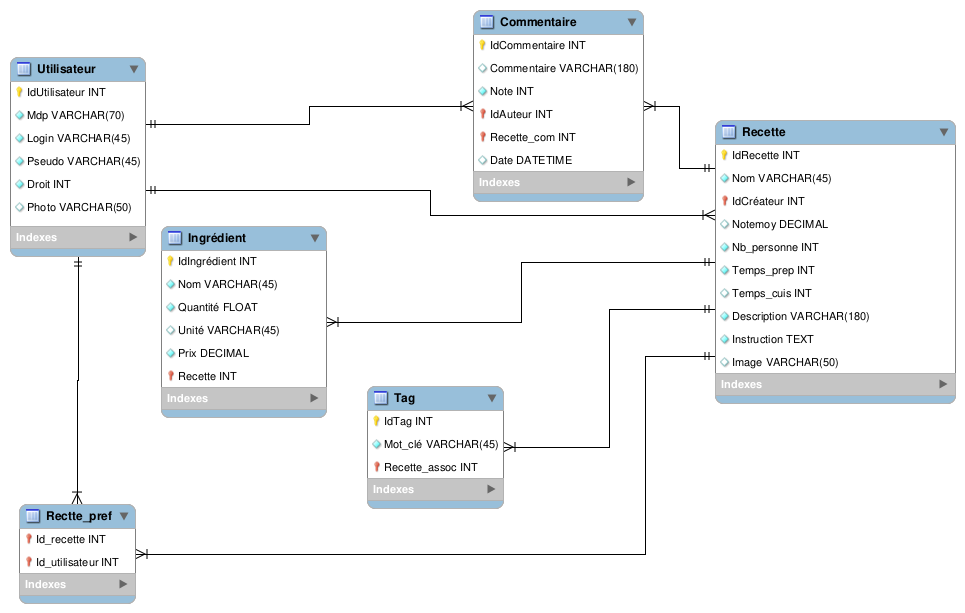 Commentaire
IdCommentaire INT
Commentaire VARCHAR(180)
Note INT
IdAuteur INT
Recette_com INT
Date DATETIME
Indexes
Utilisateur
IdUtilisateur INT
Mdp VARCHAR(70)
Login VARCHAR(45)
Pseudo VARCHAR(45)
Droit INT
Photo VARCHAR(50)
Indexes
Recette
IdRecette INT
Nom VARCHAR(45)
IdCréateur INT
Notemoy DECIMAL
Nb_personne INT
Temps_prep INT
Temps_cuis INT
Description VARCHAR(180)
Instruction TEXT
Image VARCHAR(50)
Indexes
Ingrédient
IdIngrédient INT
Nom VARCHAR(45)
Quantité FLOAT
Unité VARCHAR(45)
Prix DECIMAL
Recette INT
Indexes
Tag
IdTag INT
Mot_clé VARCHAR(45)
Recette_assoc INT
Indexes
Rectte_pref
Id_recette INT
Id_utilisateur INT
Indexes